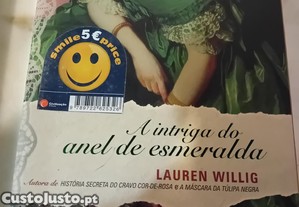 smile 5€ price
9789722620326
A intriga do
anel de esmeralda
LAUREN WILLIG
Autora de HISTÓRIA SECRETA DO CRAVO COR-DE-ROSA e A MÁSCARA DA TÚLIPA NEGRA
CustoJusto.pt